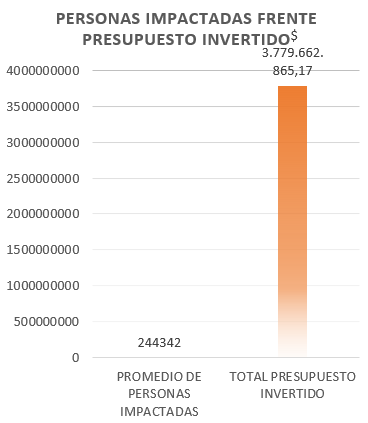 PERSONAS IMPACTADAS FRENTE
PRESUPUESTO INVERTIDO
$
3.779.662.
865,17
4000000000
3500000000
3000000000
2500000000
2000000000
1500000000
1000000000
500000000
0
244342
PROMEDIO DE
PERSONAS
IMPACTADAS
TOTAL PRESUPUESTO
INVERTIDO